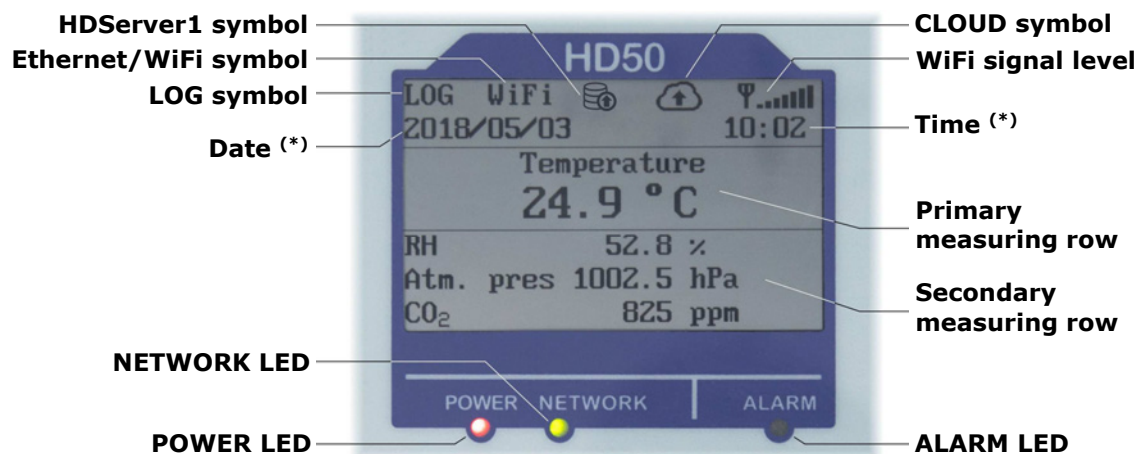 HDServer1 symbol
CLOUD symbol
Ethernet/WiFi symbol
WiFi signal level
LOG symbol
Date (*)
Time (*)
HD50
LOG WiFi
2018/05/03 10:02
Temperature
24.9 °C
Primary
measuring row
RH 52.8 %
Atm. pres 1002.5 hPa
CO₂ 825 ppm
Secondary
measuring row
NETWORK LED
POWER NETWORK ALARM
POWER LED
ALARM LED